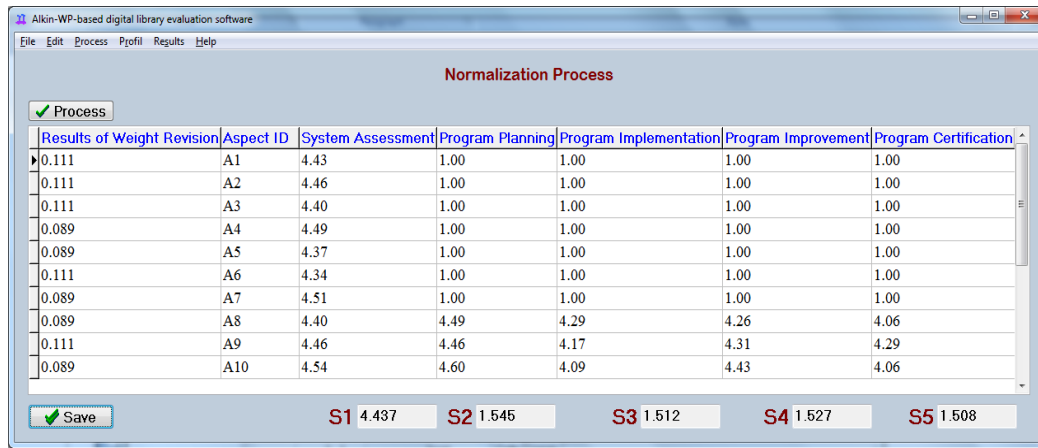 Alkin-WP-based digital library evaluation software
File Edit Process Profil Results Help
Normalization Process
Process
Results of Weight Revision Aspect ID System Assessment Program Planning Program Implementation Program Improvement Program Certification
0.111 A1 4.43 1.00 1.00 1.00 1.00
0.111 A2 4.46 1.00 1.00 1.00 1.00
0.111 A3 4.40 1.00 1.00 1.00 1.00
0.089 A4 4.49 1.00 1.00 1.00 1.00
0.089 A5 4.37 1.00 1.00 1.00 1.00
0.111 A6 4.34 1.00 1.00 1.00 1.00
0.089 A7 4.51 1.00 1.00 1.00 1.00
0.089 A8 4.40 4.49 4.29 4.26 4.06
0.111 A9 4.46 4.46 4.17 4.31 4.29
0.089 A10 4.54 4.60 4.09 4.43 4.06
Save S1 4.437 S2 1.545 S3 1.512 S4 1.527 S5 1.508